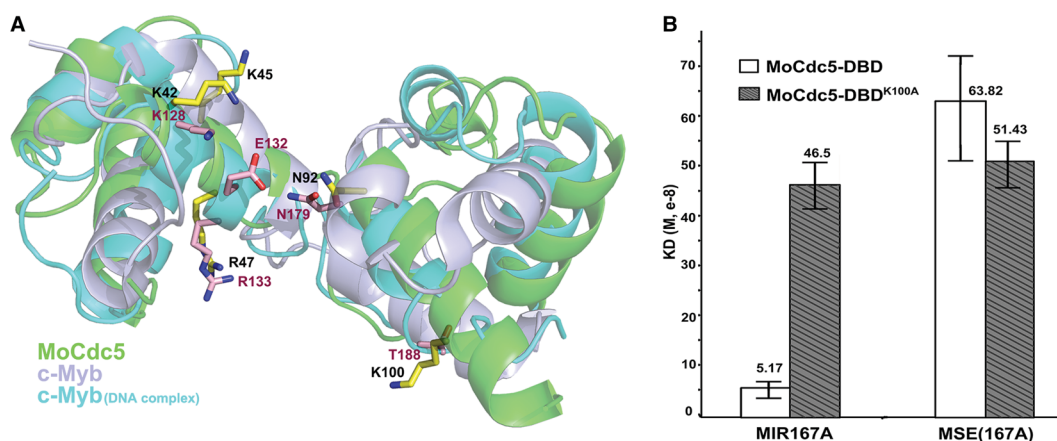 A
K42
K45
K128
E132
N92
N179
R47
R133
T188
K100
MoCdc5
c-Myb
c-Myb(DNA complex)
B
MoCdc5-DBD
MoCdc5-DBDK100A
KD (M, e-8)
70
60
50
40
30
20
10
0
5.17
46.5
63.82
51.43
MIR167A
MSE(167A)